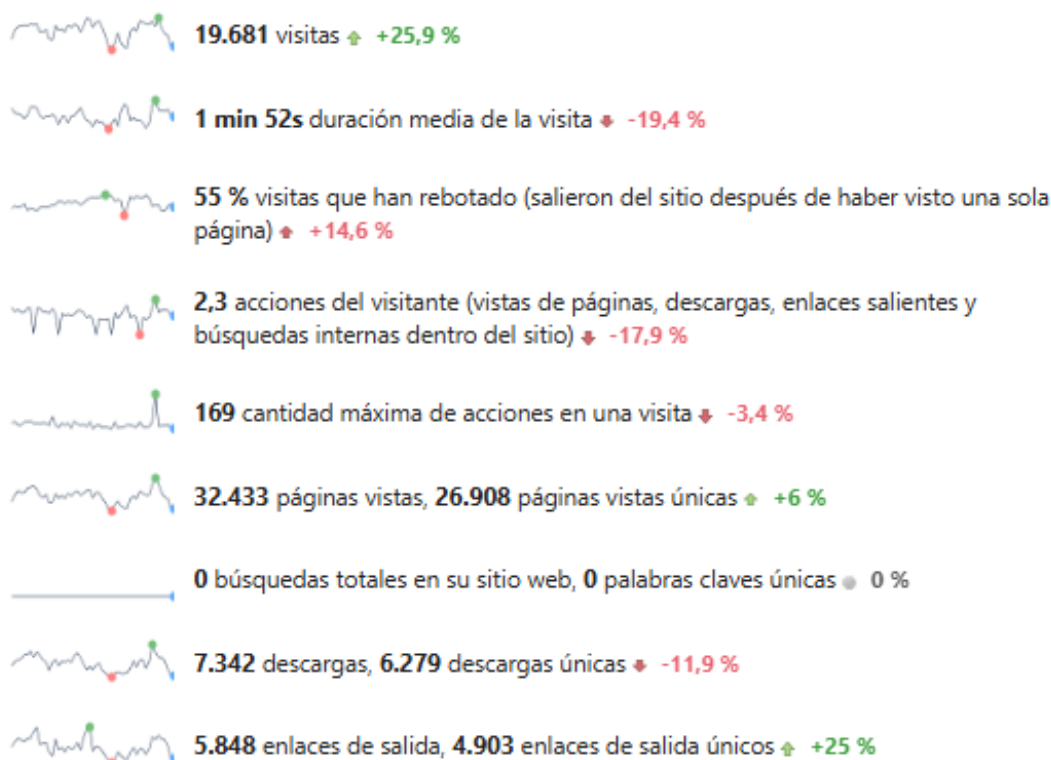 19.681 visitas +25,9 %
1 min 52s duración media de la visita -19,4 %
55 % visitas que han rebotado (salieron del sitio después de haber visto una sola
página) +14,6 %
2,3 acciones del visitante (vistas de páginas, descargas, enlaces salientes y
búsquedas internas dentro del sitio) -17,9 %
169 cantidad máxima de acciones en una visita -3,4 %
32.433 páginas vistas, 26.908 páginas vistas únicas +6 %
0 búsquedas totales en su sitio web, 0 palabras claves únicas 0 %
7.342 descargas, 6.279 descargas únicas -11,9 %
5.848 enlaces de salida, 4.903 enlaces de salida únicos +25 %